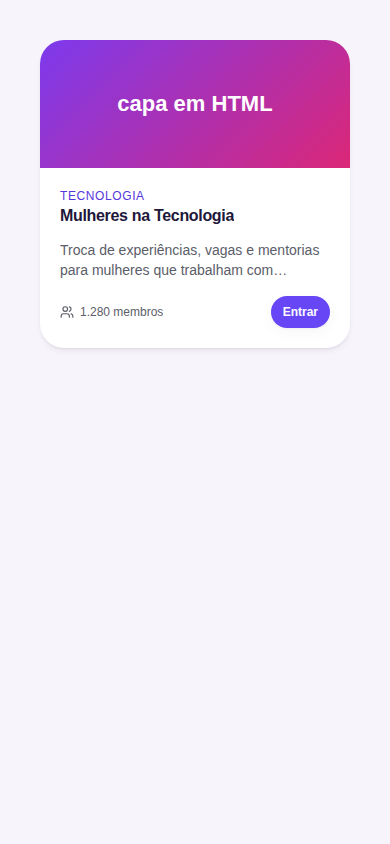 capa em HTML
TECNOLOGIA
Mulheres na Tecnologia
Troca de experiências, vagas e mentorias
para mulheres que trabalham com…
1.280 membros
Entrar